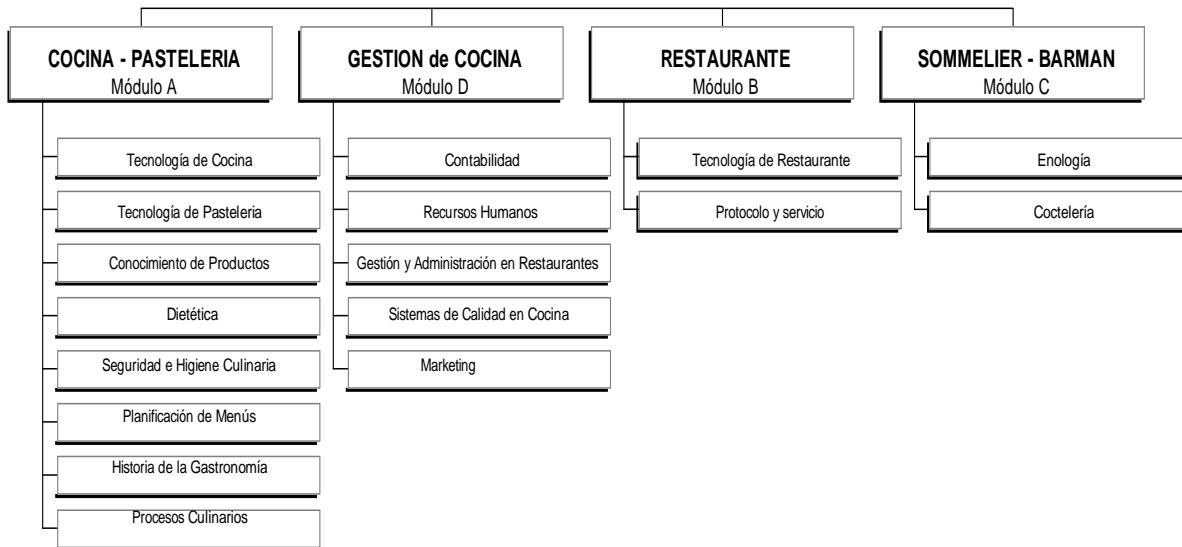 COCINA - PASTELERIA
Módulo A
Tecnología de Cocina
Tecnología de Pasteleria
Conocimiento de Productos
Dietética
Seguridad e Higiene Culinaria
Planificación de Menús
Historia de la Gastronomía
Procesos Culinarios
GESTION de COCINA
Módulo D
Contabilidad
Recursos Humanos
Gestión y Administración en Restaurantes
Sistemas de Calidad en Cocina
Marketing
RESTAURANTE
Módulo B
Tecnología de Restaurante
Protocolo y servicio
SOMMELIER - BARMAN
Módulo C
Enología
Coctelería